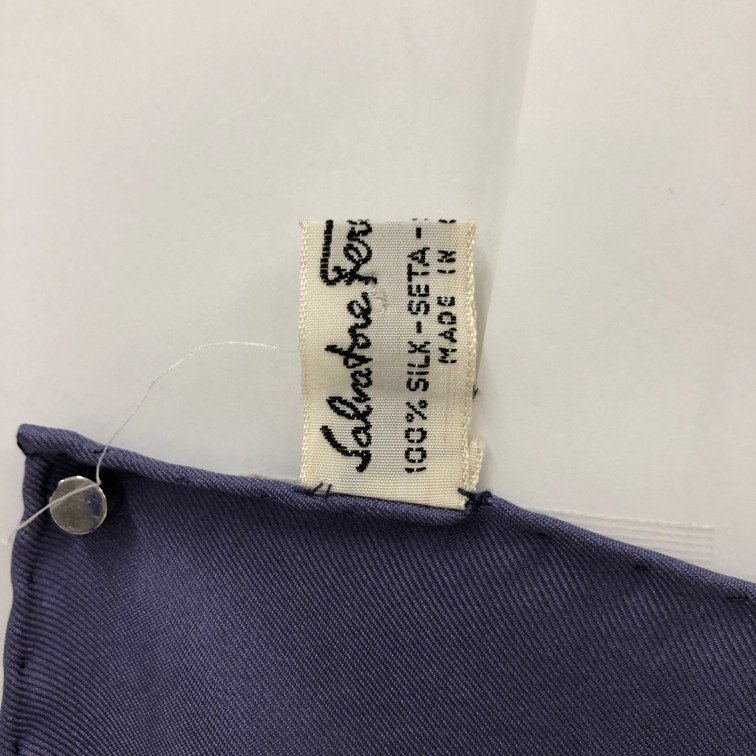 Salvatore Fer
100% SILK-SETA-
MADE IN